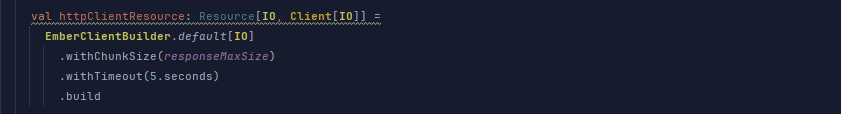 val httpClientResource: Resource[IO, Client[IO]] =
EmberClientBuilder.default[IO]
.withChunkSize(responseMaxSize)
.withTimeout(5.seconds)
.build